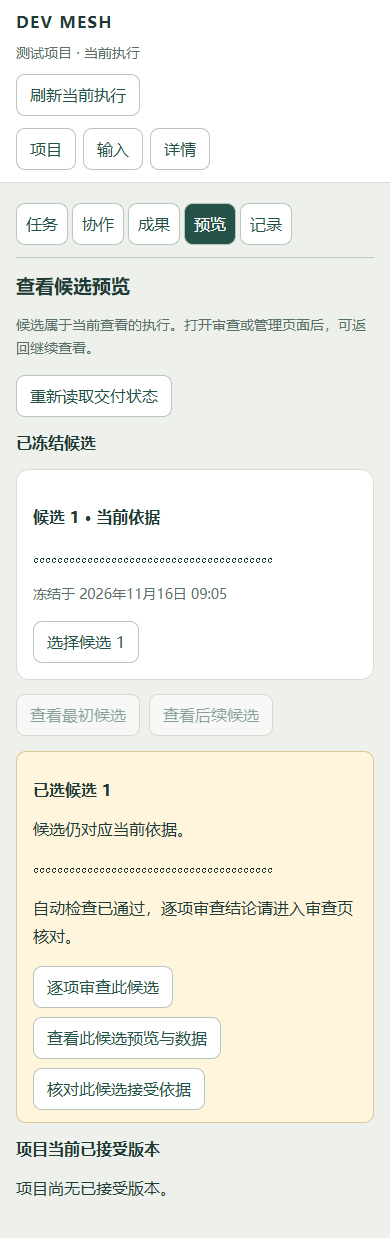 DEV MESH
测试项目 · 当前执行
刷新当前执行
项目 输入 详情
任务 协作 成果 预览 记录
查看候选预览
候选属于当前查看的执行。打开审查或管理页面后，可返
回继续查看。
重新读取交付状态
已冻结候选
候选 1 • 当前依据
冻结于 2026年11月16日 09:05
选择候选 1
查看最初候选 查看后续候选
已选候选 1
候选仍对应当前依据。
自动检查已通过，逐项审查结论请进入审查页
核对。
逐项审查此候选
查看此候选预览与数据
核对此候选接受依据
项目当前已接受版本
项目尚无已接受版本。